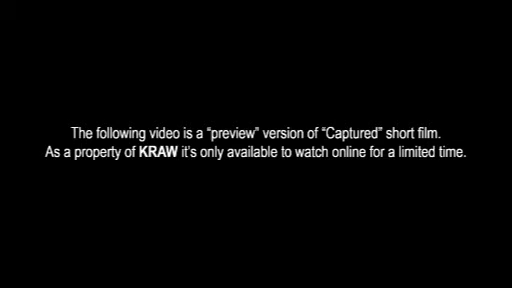 The following video is a “preview” version of “Captured” short film.
As a property of KRAW it’s only available to watch online for a limited time.